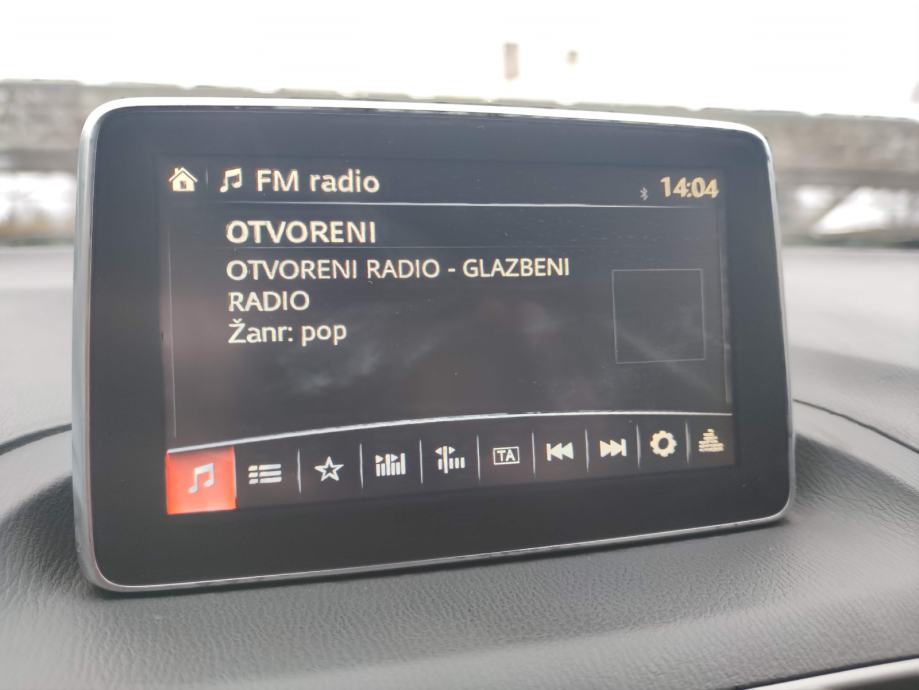 FM radio
14:04
OTVORENI
OTVORENI RADIO - GLAZBENI
RADIO
Žanr: pop
TA